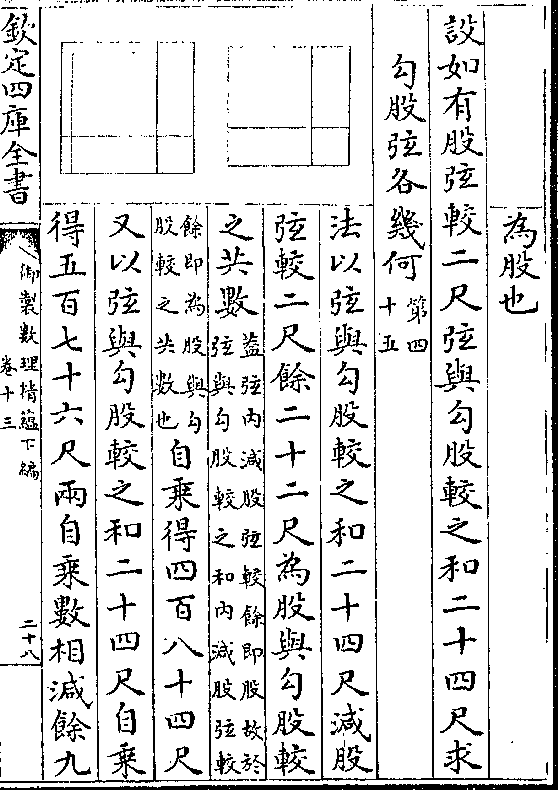 為股也
設如有股弦較二尺弦與勾股較之和二十四尺求
勾股弦各幾何第四十五
法以弦與勾股較之和二十四尺減股
弦較二尺餘二十二尺為股與勾股較
之共數蓋弦內減股弦較餘即股故於弦與勾股較之和內減股弦較
餘即為股與勾股較之共數也自乘得四百八十四尺
又以弦與勾股較之和二十四尺自乘
得五百七十六尺兩自乘數相減餘九
欽定四庫全書
御製數理精蘊下編
卷十三
二十八